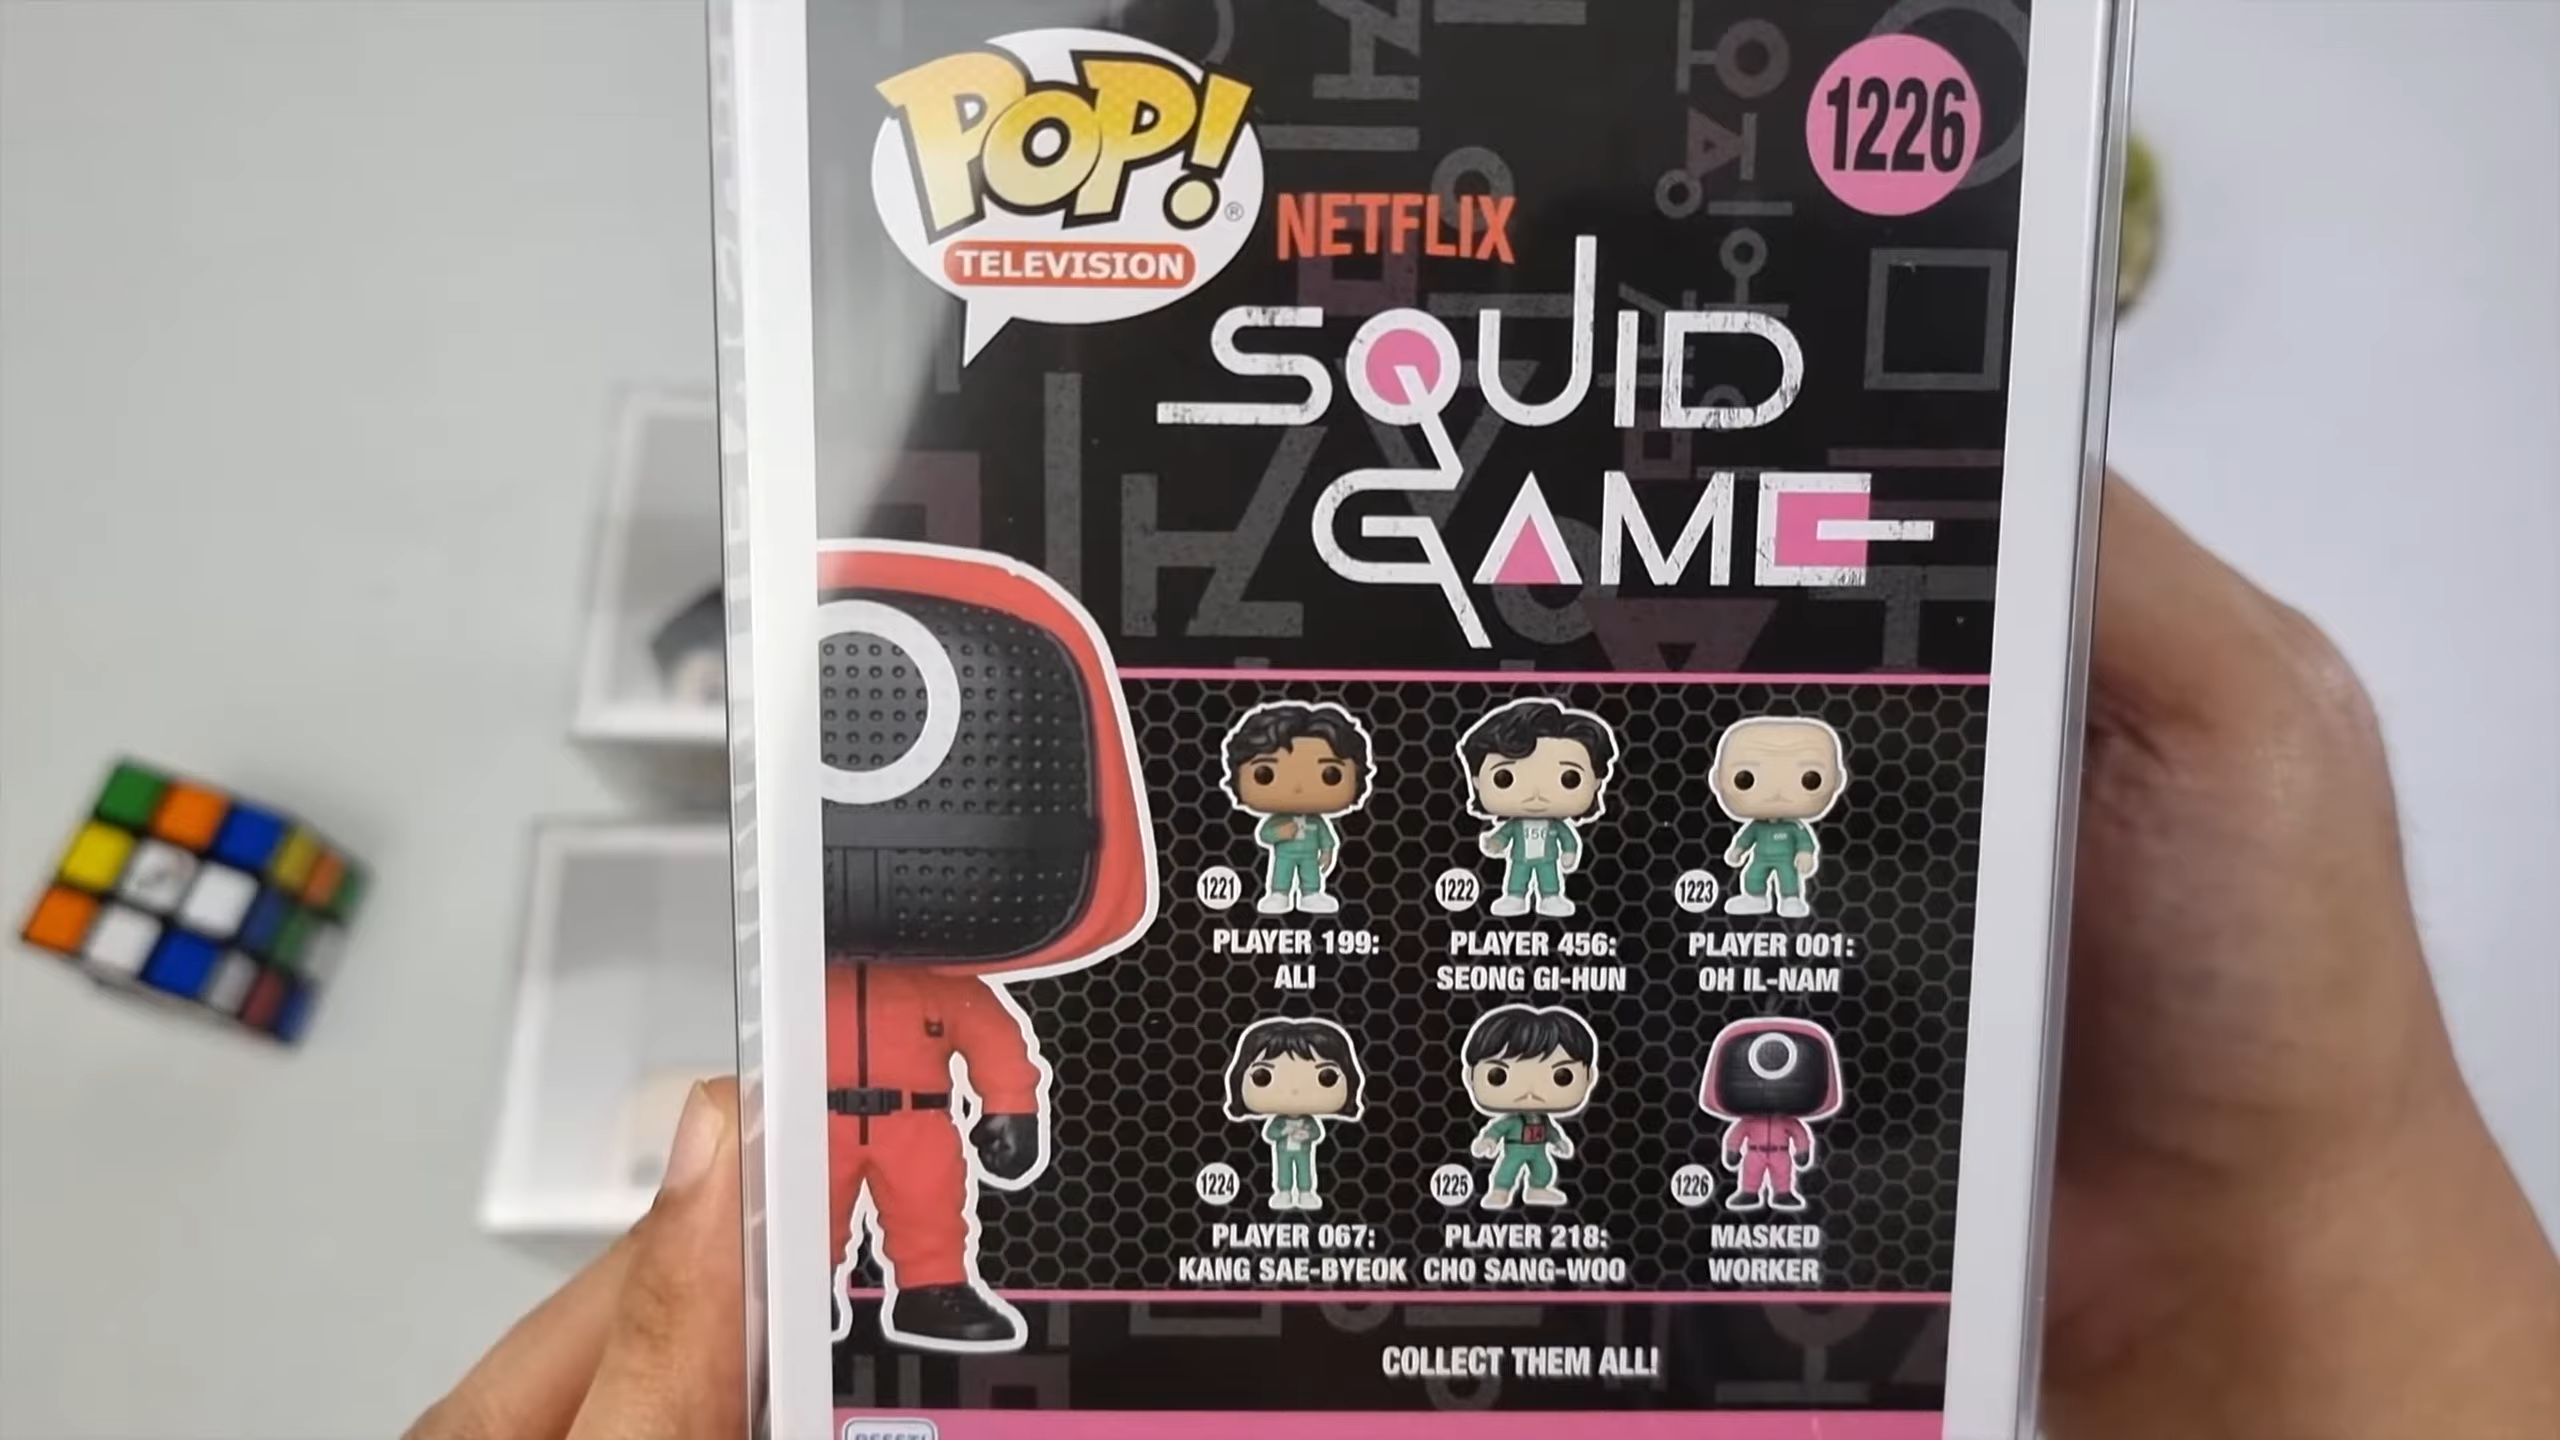 POP!
®
TELEVISION
1226
NETFLIX
SQUID
GAME
1221
PLAYER 199:
ALI
1222
456
PLAYER 456:
SEONG GI-HUN
1223
PLAYER 001:
OH IL-NAM
1224
PLAYER 067:
KANG SAE-BYEOK
1225
PLAYER 218:
CHO SANG-WOO
1226
MASKED
WORKER
COLLECT THEM ALL!